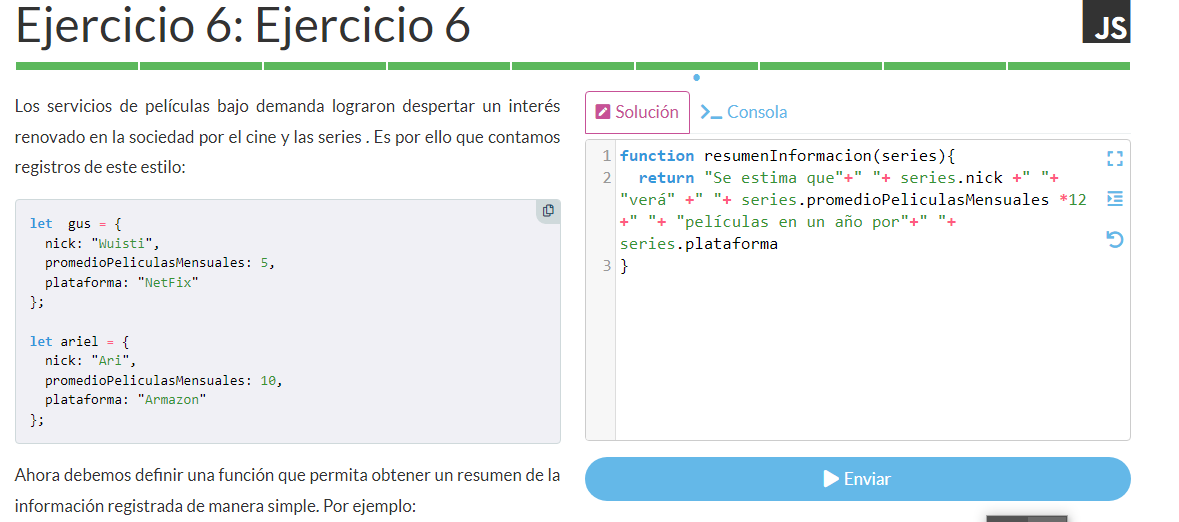 Ejercicio 6: Ejercicio 6
JS
Los servicios de películas bajo demanda lograron despertar un interés
renovado en la sociedad por el cine y las series . Es por ello que contamos
registros de este estilo:
let  gus = {
  nick: "Wuisti",
  promedioPeliculasMensuales: 5,
  plataforma: "NetFix"
};
let ariel = {
  nick: "Ari",
  promedioPeliculasMensuales: 10,
  plataforma: "Armazon"
};
Ahora debemos definir una función que permita obtener un resumen de la
información registrada de manera simple. Por ejemplo:
Solución
Consola
1 function resumenInformacion(series){
2   return "Se estima que"+" "+ series.nick +" "+
"verá" +" "+ series.promedioPeliculasMensuales *12
+" "+ "películas en un año por"+" "+
series.plataforma
3 }
Enviar